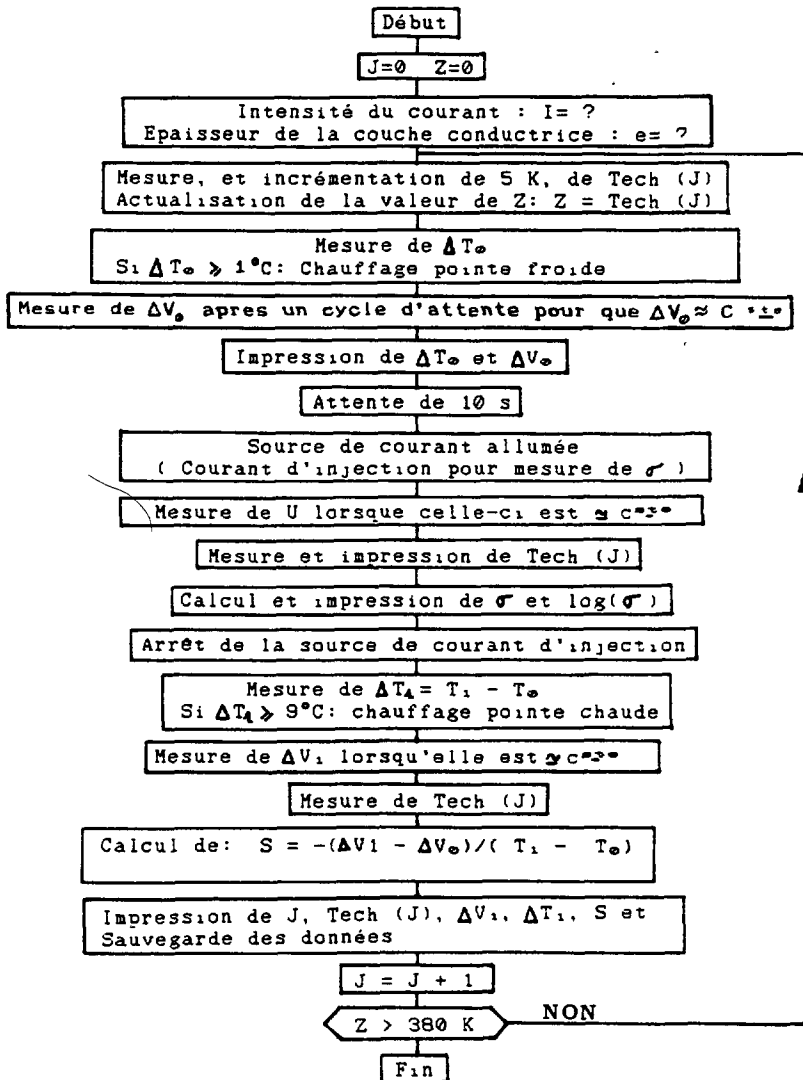 Début
J=0 Z=0
Intensité du courant : I= ?
Epaisseur de la couche conductrice : e= ?
Mesure, et incrémentation de 5 K, de Tech (J)
Actualisation de la valeur de Z: Z = Tech (J)
Mesure de ΔT₀
Si ΔT₀ ⩾ 1°C: Chauffage pointe froide
Mesure de ΔV₀ apres un cycle d'attente pour que ΔV₀ ≈ C ste
Impression de ΔT₀ et ΔV₀
Attente de 10 s
Source de courant allumée
( Courant d'injection pour mesure de σ )
Mesure de U lorsque celle-ci est ≃ cste
Mesure et impression de Tech (J)
Calcul et impression de σ et log(σ )
Arrêt de la source de courant d'injection
Mesure de ΔT₁ = T₁ - T₀
Si ΔT₁ ⩾ 9°C: chauffage pointe chaude
Mesure de ΔV₁ lorsqu'elle est ≃ cste
Mesure de Tech (J)
Calcul de: S = -(ΔV1 - ΔV₀)/( T₁ - T₀)
Impression de J, Tech (J), ΔV₁, ΔT₁, S et
Sauvegarde des données
J = J + 1
Z > 380 K
NON
Fin